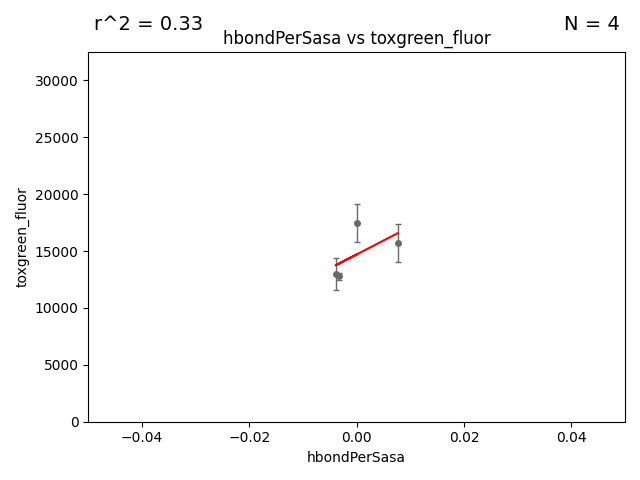 r^2 = 0.33
N = 4
hbondPerSasa vs toxgreen_fluor
30000
25000
20000
15000
10000
5000
0
toxgreen_fluor
−0.04
−0.02
0.00
0.02
0.04
hbondPerSasa